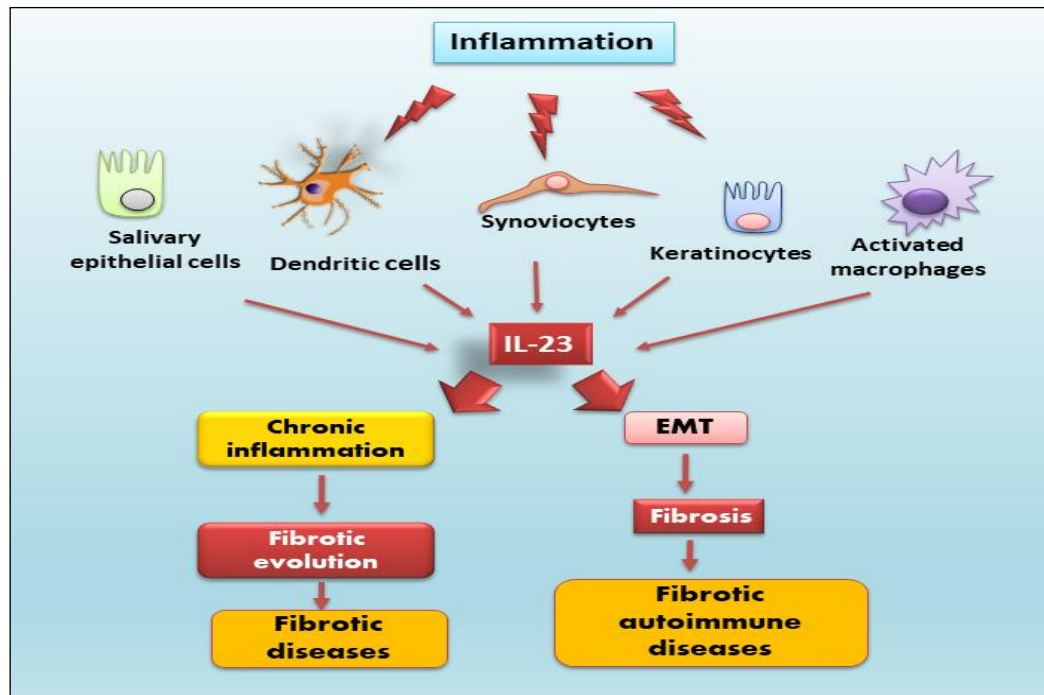 Inflammation
Salivary
epithelial cells
Dendritic cells
Synoviocytes
Keratinocytes
Activated
macrophages
IL-23
Chronic
inflammation
EMT
Fibrotic
evolution
Fibrosis
Fibrotic
diseases
Fibrotic
autoimmune
diseases